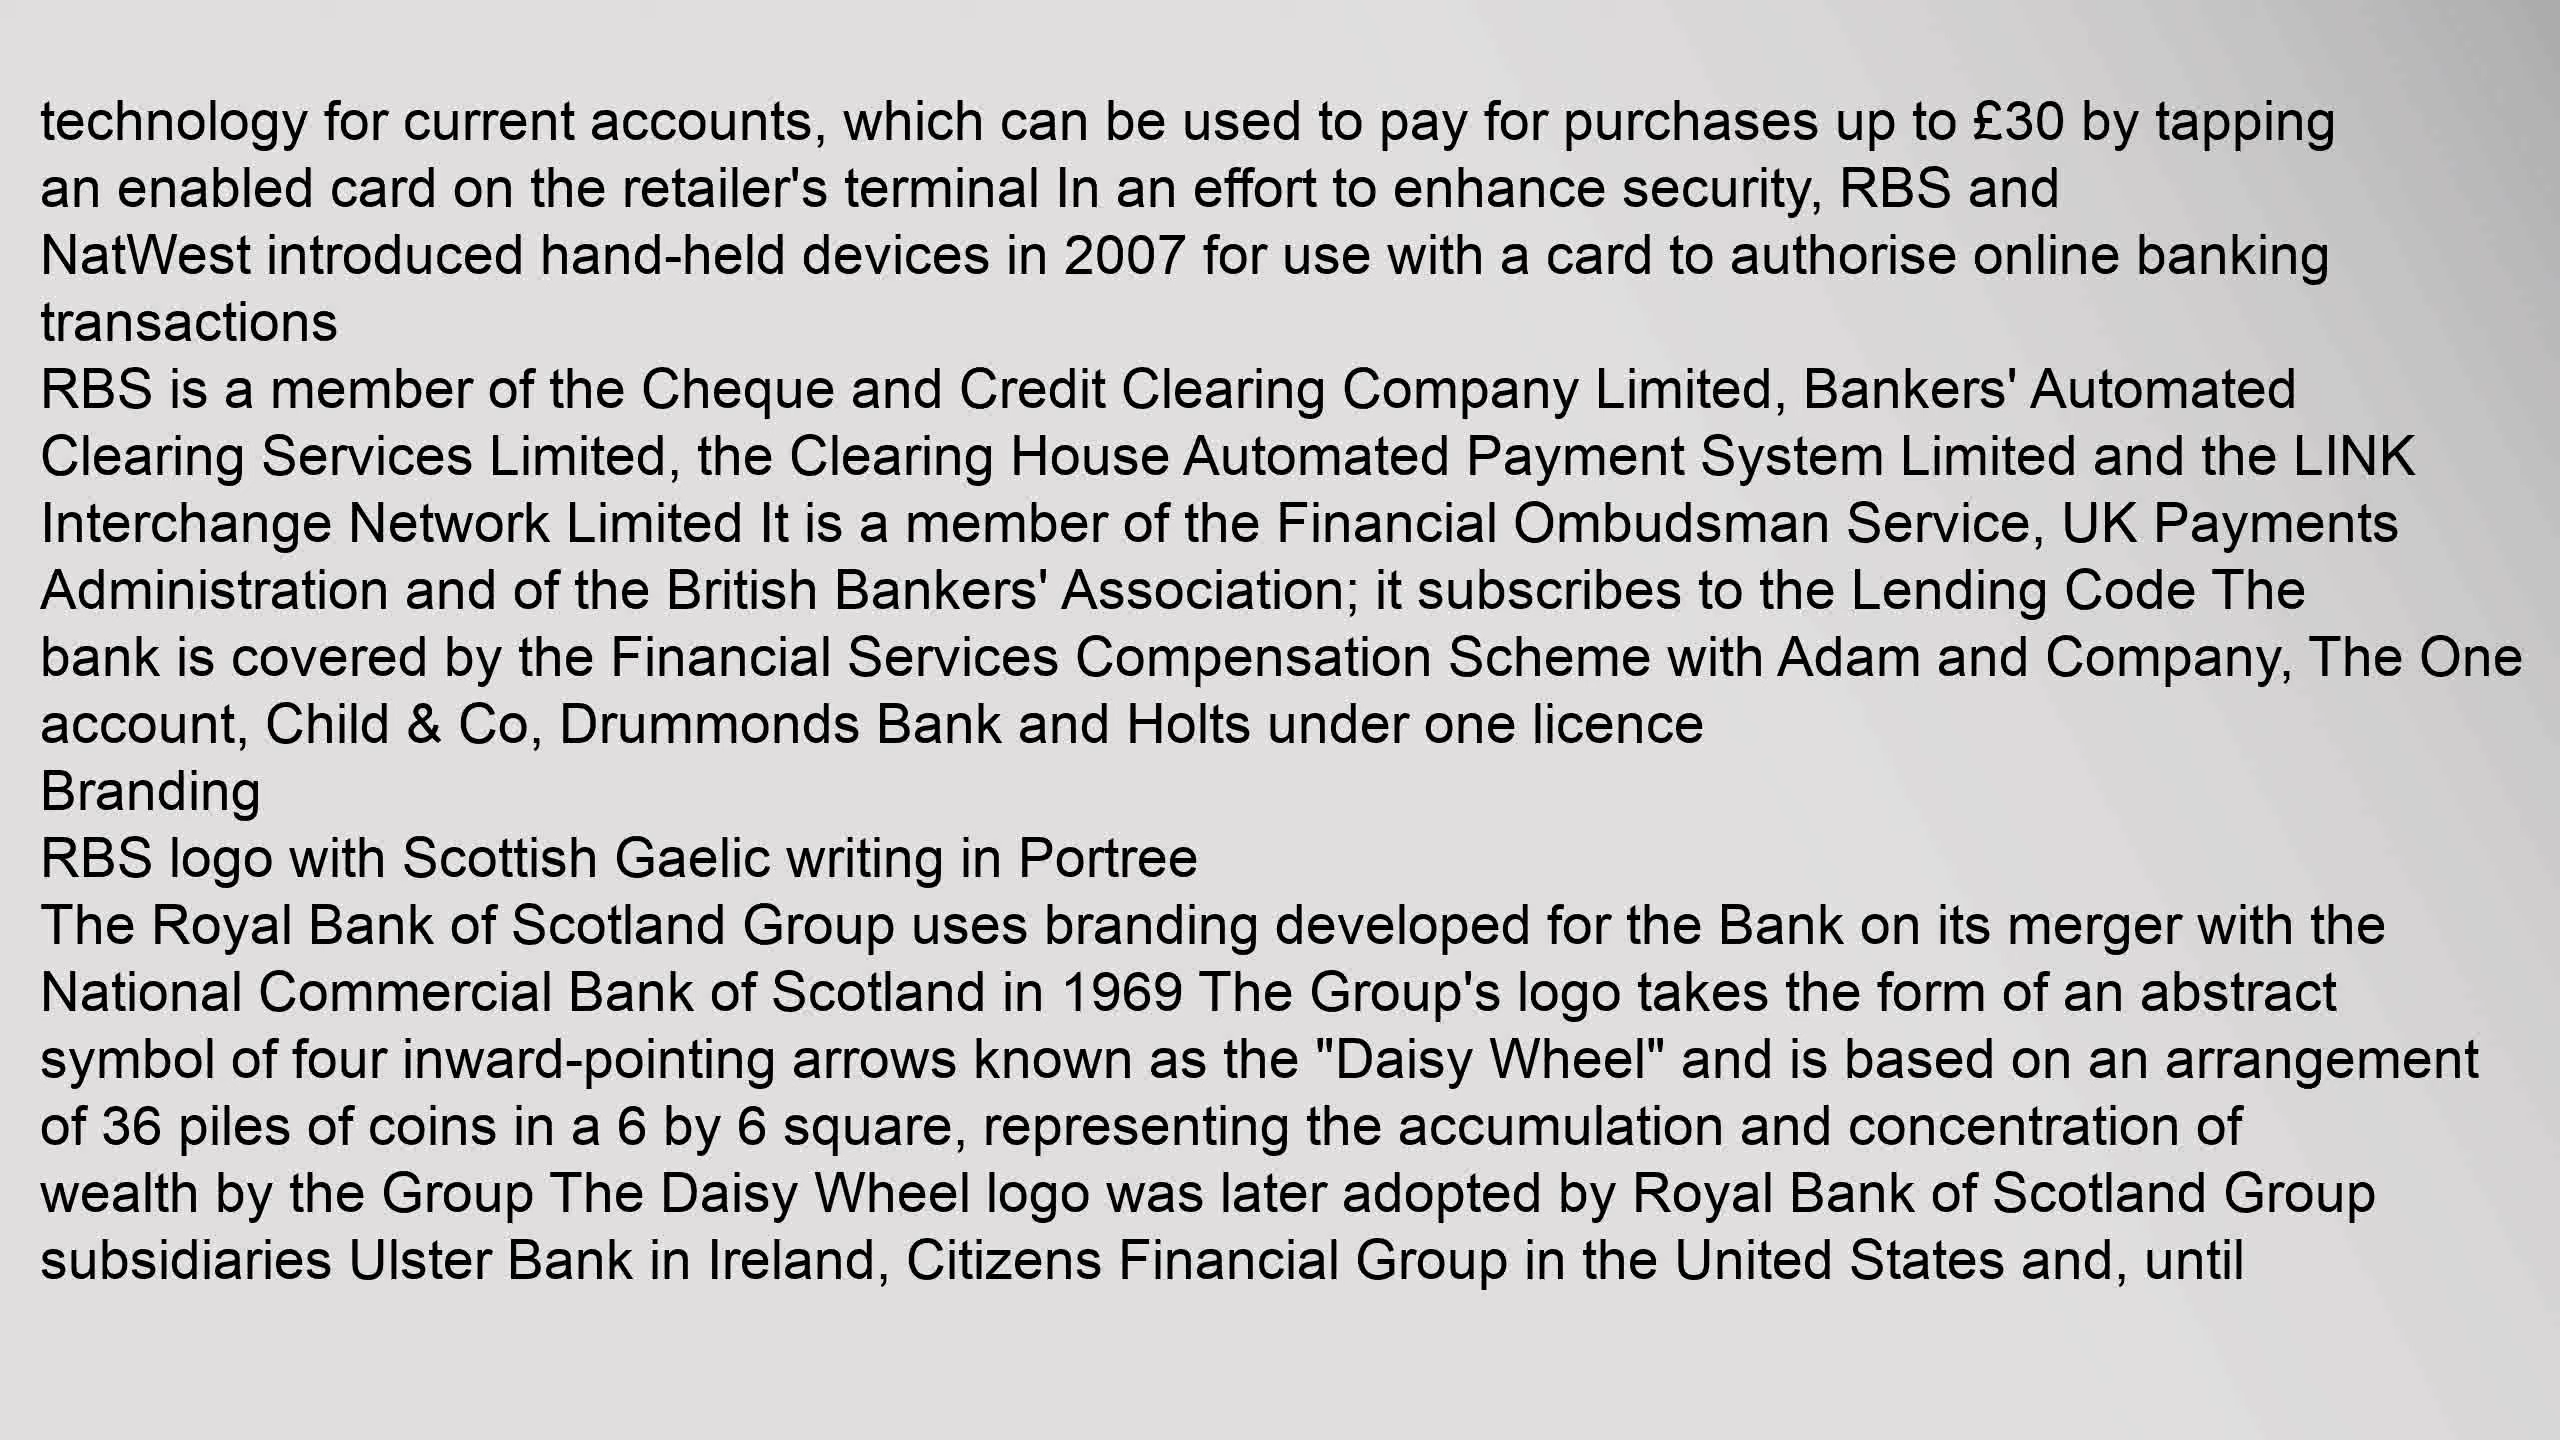 technology for current accounts, which can be used to pay for purchases up to £30 by tapping
an enabled card on the retailer's terminal In an effort to enhance security, RBS and
NatWest introduced hand-held devices in 2007 for use with a card to authorise online banking
transactions
RBS is a member of the Cheque and Credit Clearing Company Limited, Bankers' Automated
Clearing Services Limited, the Clearing House Automated Payment System Limited and the LINK
Interchange Network Limited It is a member of the Financial Ombudsman Service, UK Payments
Administration and of the British Bankers' Association; it subscribes to the Lending Code The
bank is covered by the Financial Services Compensation Scheme with Adam and Company, The One
account, Child & Co, Drummonds Bank and Holts under one licence
Branding
RBS logo with Scottish Gaelic writing in Portree
The Royal Bank of Scotland Group uses branding developed for the Bank on its merger with the
National Commercial Bank of Scotland in 1969 The Group's logo takes the form of an abstract
symbol of four inward-pointing arrows known as the "Daisy Wheel" and is based on an arrangement
of 36 piles of coins in a 6 by 6 square, representing the accumulation and concentration of
wealth by the Group The Daisy Wheel logo was later adopted by Royal Bank of Scotland Group
subsidiaries Ulster Bank in Ireland, Citizens Financial Group in the United States and, until